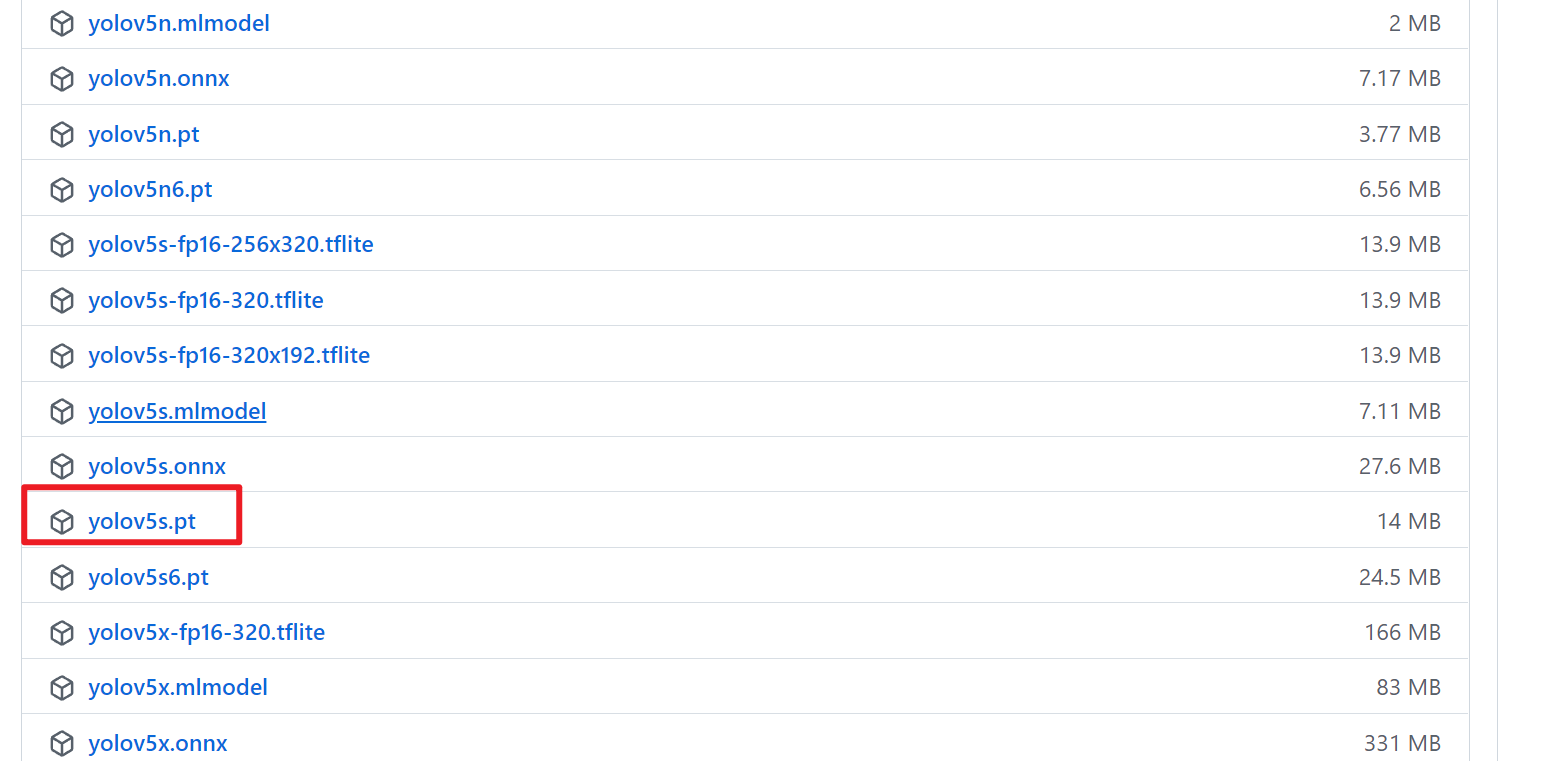 yolov5n.mlmodel 2 MB
yolov5n.onnx 7.17 MB
yolov5n.pt 3.77 MB
yolov5n6.pt 6.56 MB
yolov5s-fp16-256x320.tflite 13.9 MB
yolov5s-fp16-320.tflite 13.9 MB
yolov5s-fp16-320x192.tflite 13.9 MB
yolov5s.mlmodel 7.11 MB
yolov5s.onnx 27.6 MB
yolov5s.pt 14 MB
yolov5s6.pt 24.5 MB
yolov5x-fp16-320.tflite 166 MB
yolov5x.mlmodel 83 MB
yolov5x.onnx 331 MB